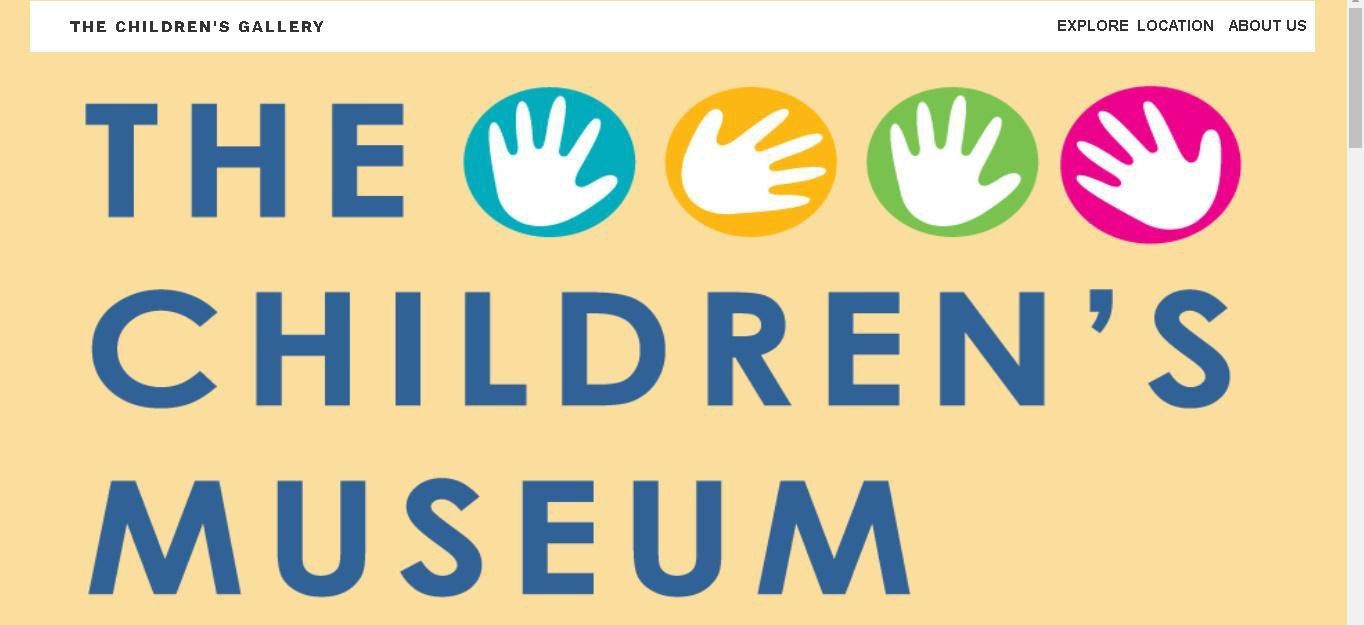 THE CHILDREN'S GALLERY EXPLORE LOCATION ABOUT US
THE
CHILDREN’S
MUSEUM